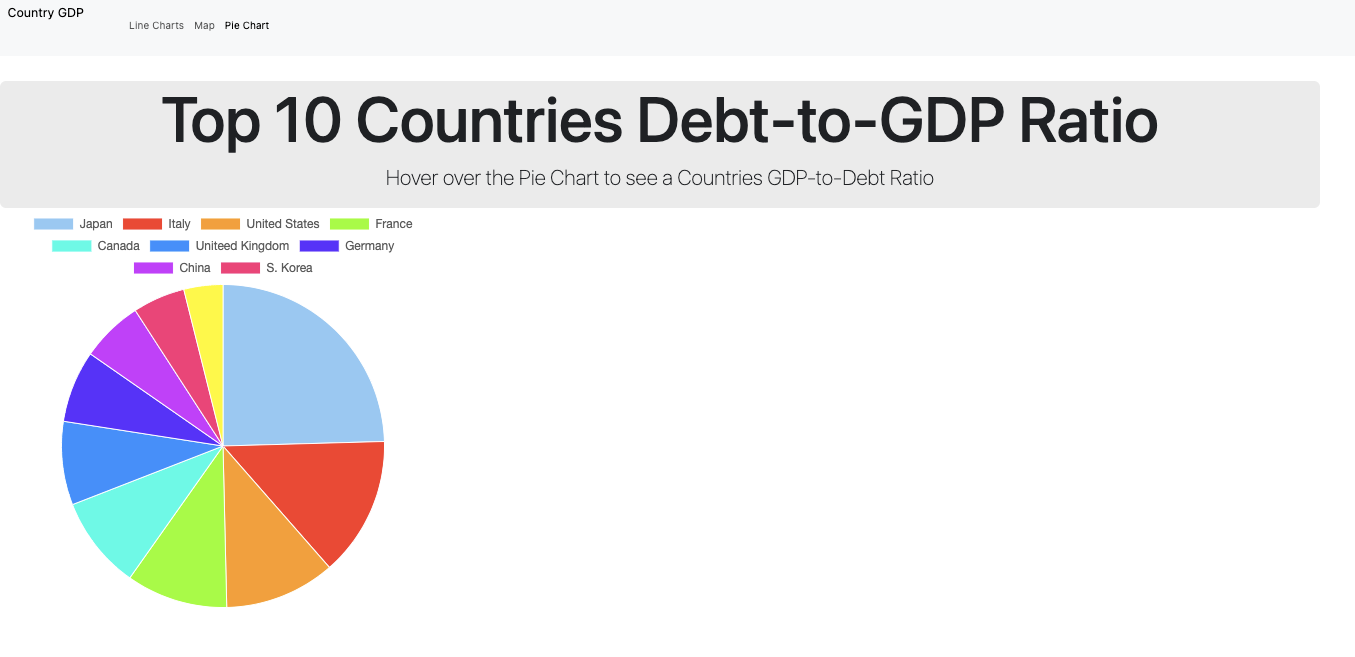 Country GDP
Line Charts Map Pie Chart
Top 10 Countries Debt-to-GDP Ratio
Hover over the Pie Chart to see a Countries GDP-to-Debt Ratio
Japan Italy United States France
Canada Uniteed Kingdom Germany
China S. Korea